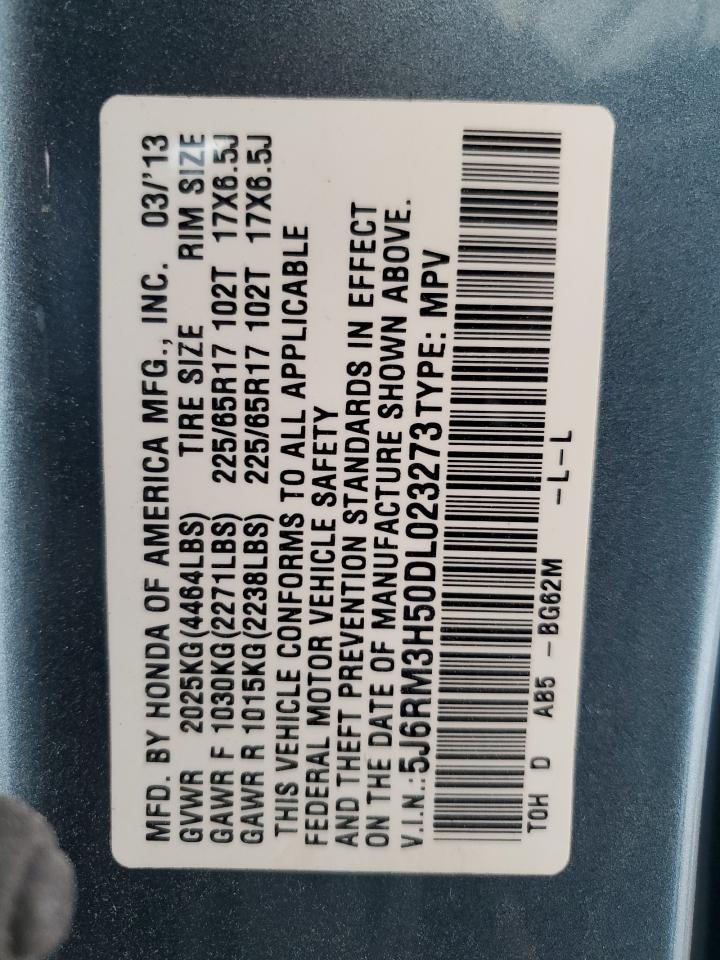 MFD. BY HONDA OF AMERICA MFG., INC. 03/'13
GVWR 2025KG(4464LBS) TIRE SIZE RIM SIZE
GAWR F 1030KG(2271LBS) 225/65R17 102T 17X6.5J
GAWR R 1015KG(2238LBS) 225/65R17 102T 17X6.5J
THIS VEHICLE CONFORMS TO ALL APPLICABLE
FEDERAL MOTOR VEHICLE SAFETY
AND THEFT PREVENTION STANDARDS IN EFFECT
ON THE DATE OF MANUFACTURE SHOWN ABOVE.
V.I.N.:5J6RM3H50DL023273 TYPE: MPV
TOH D AB5 -BG62M -L-L